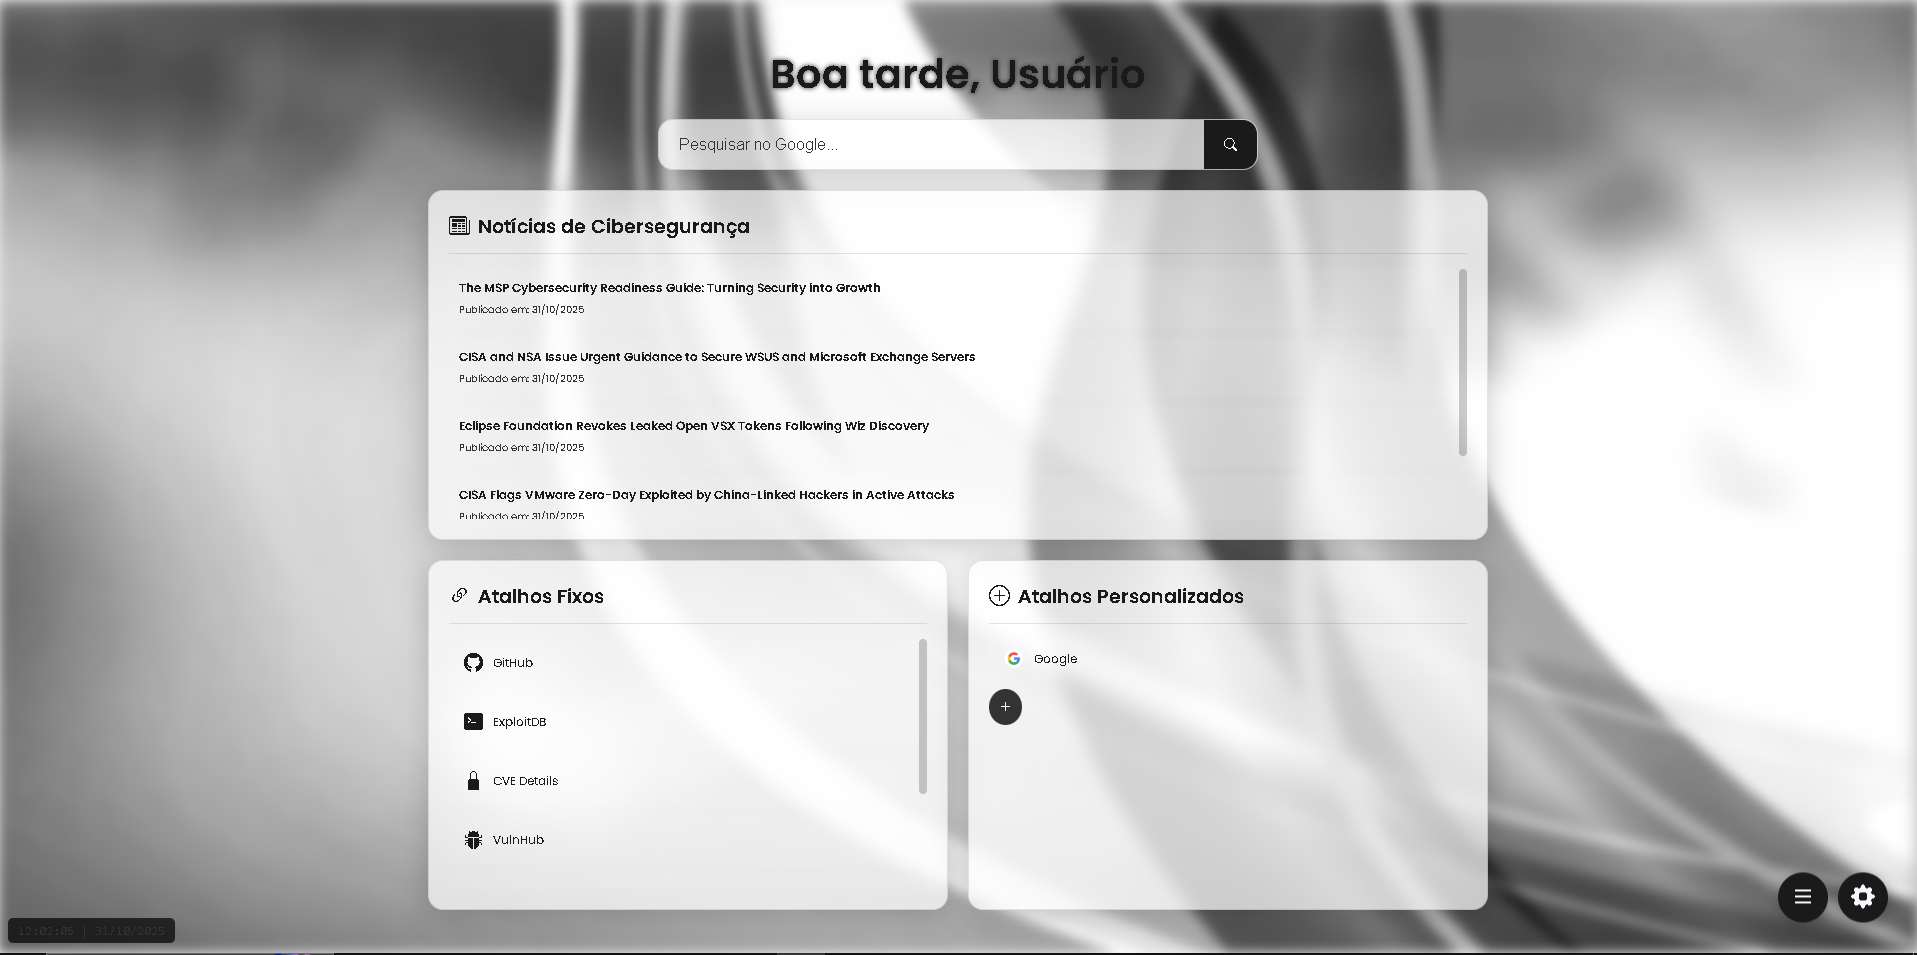 Boa tarde, Usuário
Pesquisar no Google...
Notícias de Cibersegurança
The MSP Cybersecurity Readiness Guide: Turning Security into Growth
Publicado em: 31/10/2025
CISA and NSA Issue Urgent Guidance to Secure WSUS and Microsoft Exchange Servers
Publicado em: 31/10/2025
Eclipse Foundation Revokes Leaked Open VSX Tokens Following Wiz Discovery
Publicado em: 31/10/2025
CISA Flags VMware Zero-Day Exploited by China-Linked Hackers in Active Attacks
Publicado em: 31/10/2025
Atalhos Fixos
GitHub
ExploitDB
CVE Details
VulnHub
Atalhos Personalizados
Google
+
12:02:05 | 31/10/2025